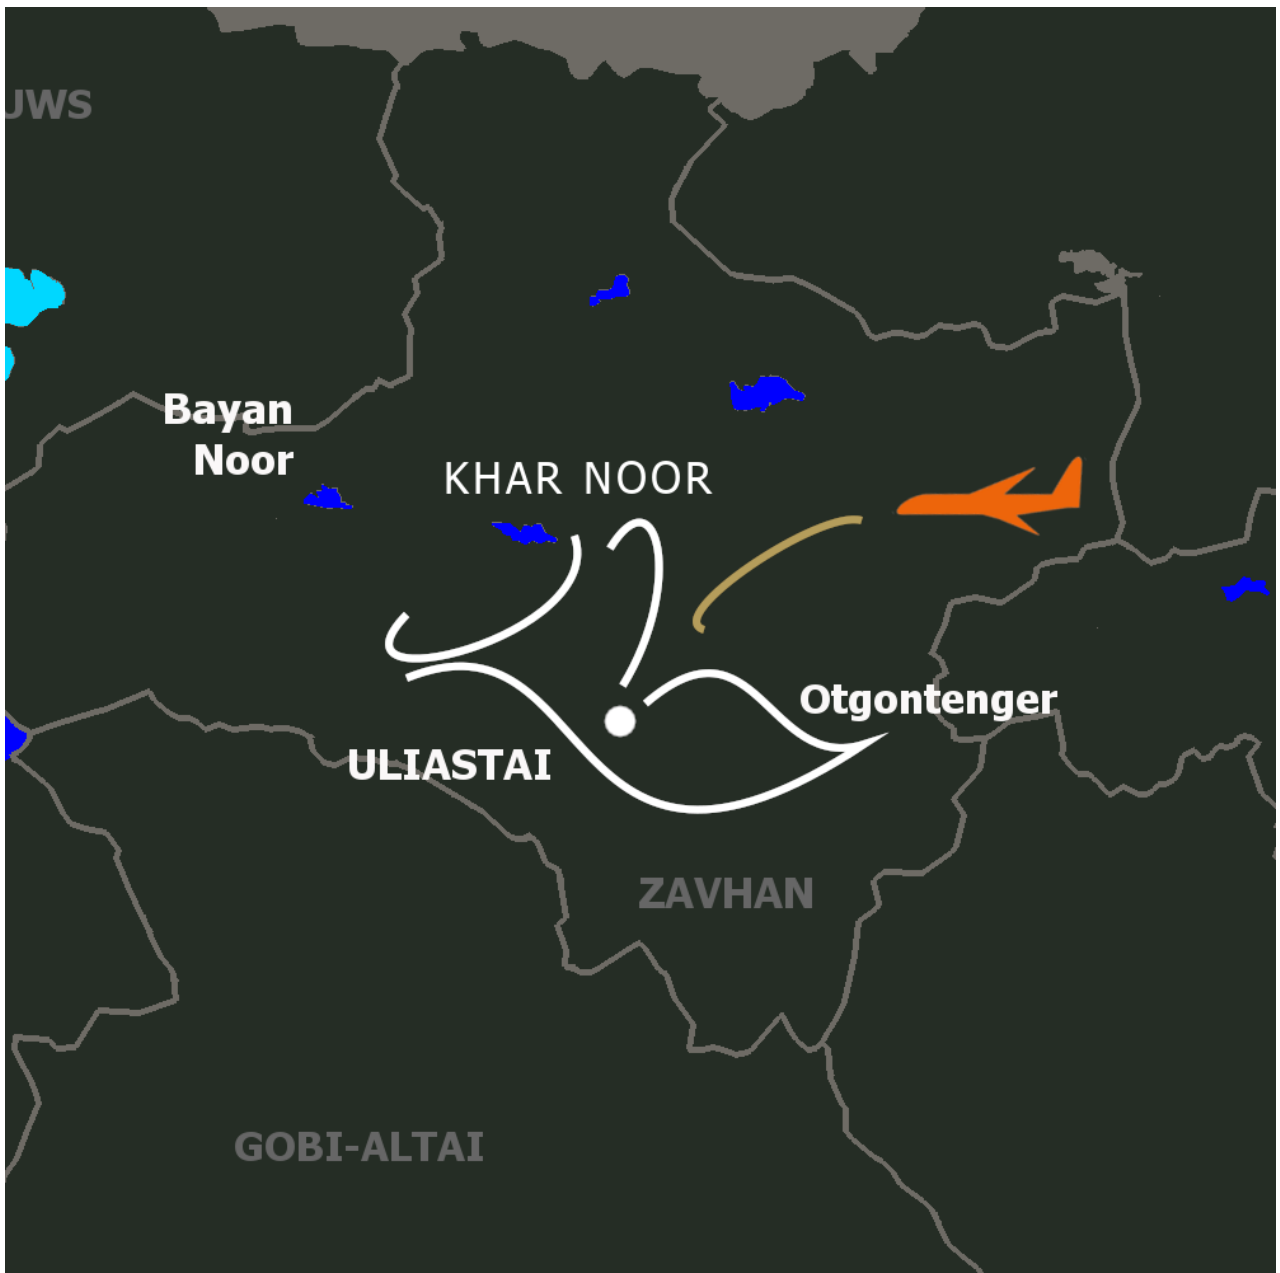 UWS
Bayan
Noor
KHAR NOOR
Otgontenger
ULIASTAI
ZAVHAN
GOBI-ALTAI